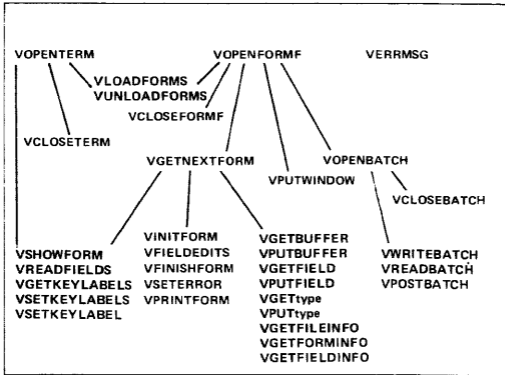 VOPENTERM
VOPENFORMF
VERRMSG
VLOADFORMS
VUNLOADFORMS
VCLOSEFORMF
VCLOSETERM
VGETNEXTFORM
VOPENBATCH
VPUTWINDOW
VCLOSEBATCH
VSHOWFORM
VREADFIELDS
VGETKEYLABELS
VSETKEYLABELS
VSETKEYLABEL
VINITFORM
VFIELDEDITS
VFINISHFORM
VSETERROR
VPRINTFORM
VGETBUFFER
VPUTBUFFER
VGETFIELD
VPUTFIELD
VGETtype
VPUTtype
VGETFILEINFO
VGETFORMINFO
VGETFIELDINFO
VWRITEBATCH
VREADBATCH
VPOSTBATCH